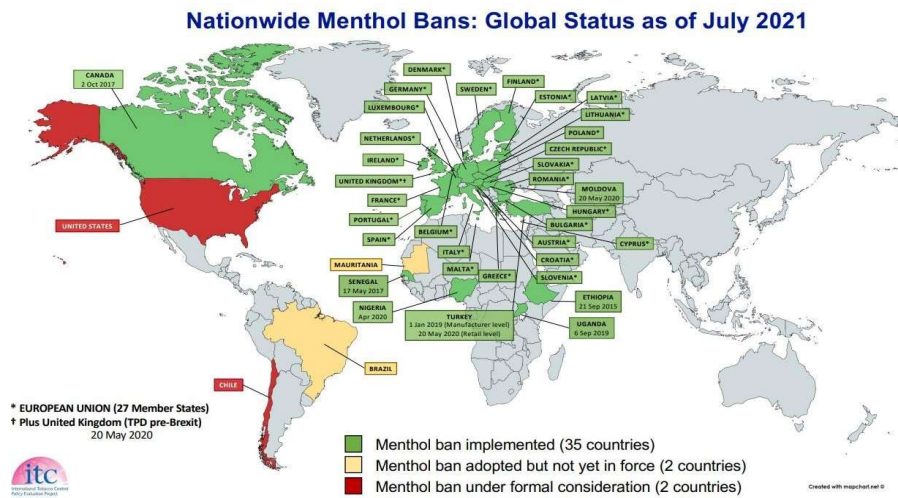 Nationwide Menthol Bans: Global Status as of July 2021
CANADA
2 Oct 2017
DENMARK*
GERMANY*
LUXEMBOURG*
SWEDEN*
FINLAND*
ESTONIA*
LATVIA*
LITHUANIA*
NETHERLANDS*
POLAND*
CZECH REPUBLIC*
IRELAND*
SLOVAKIA*
UNITED KINGDOM*†
ROMANIA*
MOLDOVA
20 May 2020
FRANCE*
HUNGARY*
PORTUGAL*
BULGARIA*
UNITED STATES
SPAIN*
BELGIUM*
AUSTRIA*
CYPRUS*
ITALY*
CROATIA*
MAURITANIA
MALTA*
GREECE*
SLOVENIA*
SENEGAL
17 May 2017
NIGERIA
Apr 2020
ETHIOPIA
21 Sep 2015
TURKEY
1 Jan 2019 (Manufacturer level)
20 May 2020 (Retail level)
UGANDA
6 Sep 2019
BRAZIL
CHILE
* EUROPEAN UNION (27 Member States)
† Plus United Kingdom (TPD pre-Brexit)
20 May 2020
Menthol ban implemented (35 countries)
Menthol ban adopted but not yet in force (2 countries)
Menthol ban under formal consideration (2 countries)
itc
International Tobacco Control
Policy Evaluation Project
Created with mapchart.net ©